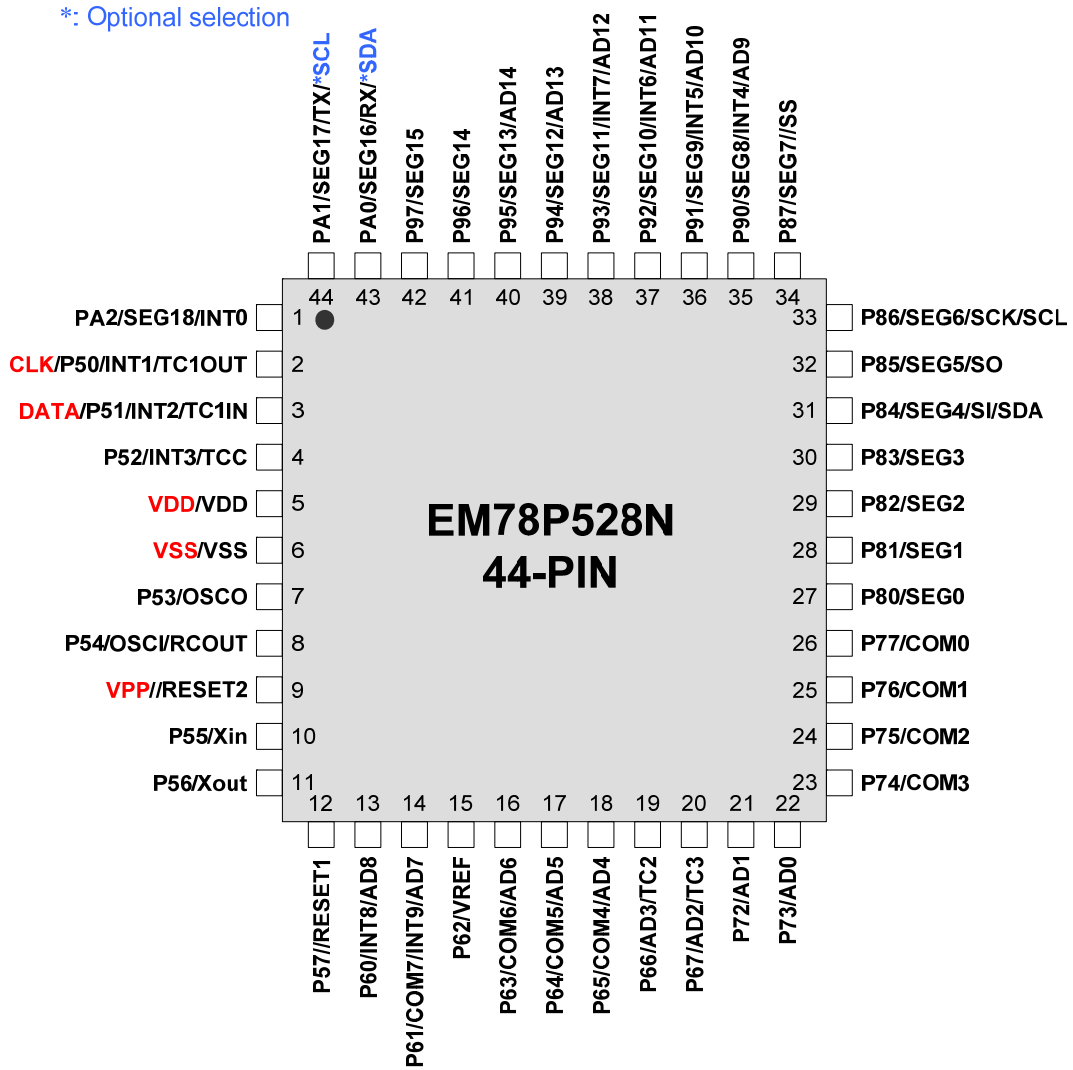 *: Optional selection
PA1/SEG17/TX/*SCL
PA0/SEG16/RX/*SDA
P97/SEG15
P96/SEG14
P95/SEG13/AD14
P94/SEG12/AD13
P93/SEG11/INT7/AD12
P92/SEG10/INT6/AD11
P91/SEG9/INT5/AD10
P90/SEG8/INT4/AD9
P87/SEG7//SS
44 43 42 41 40 39 38 37 36 35 34
PA2/SEG18/INT0 1
33 P86/SEG6/SCK/SCL
CLK/P50/INT1/TC1OUT 2
32 P85/SEG5/SO
DATA/P51/INT2/TC1IN 3
31 P84/SEG4/SI/SDA
P52/INT3/TCC 4
30 P83/SEG3
VDD/VDD 5
29 P82/SEG2
VSS/VSS 6
28 P81/SEG1
P53/OSCO 7
27 P80/SEG0
P54/OSCI/RCOUT 8
26 P77/COM0
VPP//RESET2 9
25 P76/COM1
P55/Xin 10
24 P75/COM2
P56/Xout 11
23 P74/COM3
EM78P528N
44-PIN
12 13 14 15 16 17 18 19 20 21 22
P57//RESET1
P60/INT8/AD8
P61/COM7/INT9/AD7
P62/VREF
P63/COM6/AD6
P64/COM5/AD5
P65/COM4/AD4
P66/AD3/TC2
P67/AD2/TC3
P72/AD1
P73/AD0